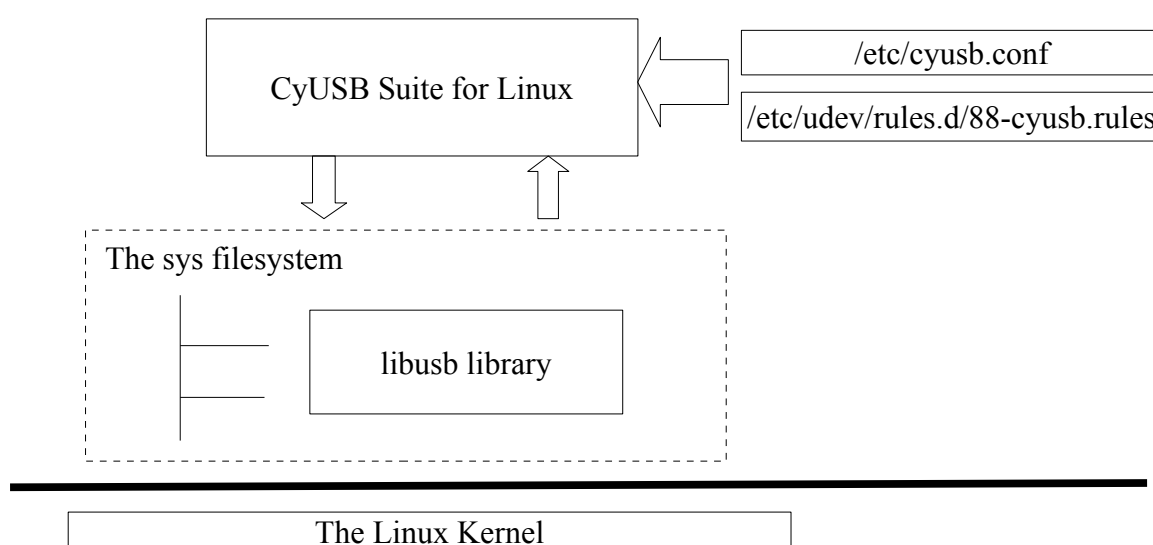 CyUSB Suite for Linux
/etc/cyusb.conf
/etc/udev/rules.d/88-cyusb.rules
The sys filesystem
libusb library
The Linux Kernel